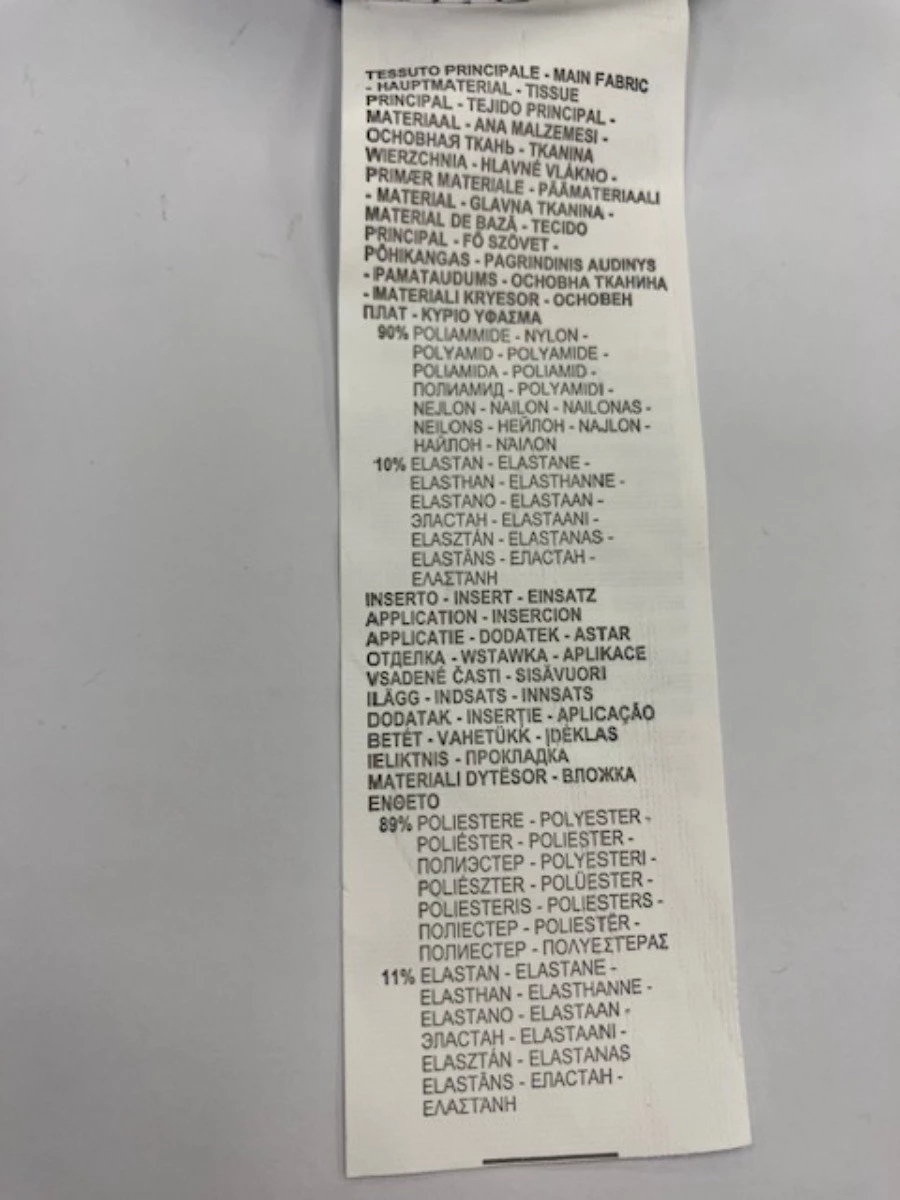 TESSUTO PRINCIPALE - MAIN FABRIC
- HAUPTMATERIAL - TISSUE
PRINCIPAL - TEJIDO PRINCIPAL -
MATERIAAL - ANA MALZEMESI -
ОСНОВНАЯ ТКАНЬ - TKANINA
WIERZCHNIA - HLAVNÉ VLÁKNO -
PRIMÆR MATERIALE - PÄÄMATERIAALI
- MATERIAL - GLAVNA TKANINA -
MATERIAL DE BAZĂ - TECIDO
PRINCIPAL - FŐ SZÖVET -
PÕHIKANGAS - PAGRINDINIS AUDINYS
- PAMATAUDUMS - ОСНОВНА ТКАНИНА
- MATERIALI KRYESOR - ОСНОВЕН
ПЛАТ - ΚΥΡΙΟ ΥΦΑΣΜΑ
90% POLIAMMIDE - NYLON -
POLYAMID - POLYAMIDE -
POLIAMIDA - POLIAMID -
ПОЛИАМИД - POLYAMIDI -
NEJLON - NAILON - NAILONAS -
NEILONS - НЕЙЛОН - NAJLON -
НАЙЛОН - ΝΑΪΛΟΝ
10% ELASTAN - ELASTANE -
ELASTHAN - ELASTHANNE -
ELASTANO - ELASTAAN -
ЭЛАСТАН - ELASTAANI -
ELASZTÁN - ELASTANAS -
ELASTĀNS - ЕЛАСТАН -
ΕΛΑΣΤΆΝΗ
INSERTO - INSERT - EINSATZ
APPLICATION - INSERCION
APPLICATIE - DODATEK - ASTAR
ОТДЕЛКА - WSTAWKA - APLIKACE
VSADENÉ ČASTI - SISÄVUORI
ILÄGG - INDSATS - INNSATS
DODATAK - INSERŢIE - APLICAÇÃO
BETÉT - VAHETÜKK - ĮDĖKLAS
IELIKTNIS - ПРОКЛАДКА
MATERIALI DYTËSOR - ВЛОЖКА
ΕΝΘΕΤΟ
89% POLIESTERE - POLYESTER -
POLIÉSTER - POLIESTER -
ПОЛИЭСТЕР - POLYESTERI -
POLIÉSZTER - POLÜESTER -
POLIESTERIS - POLIESTERS -
ПОЛІЕСТЕР - POLIESTËR -
ПОЛИЕСТЕР - ΠΟΛΥΕΣΤΕΡΑΣ
11% ELASTAN - ELASTANE -
ELASTHAN - ELASTHANNE -
ELASTANO - ELASTAAN -
ЭЛАСТАН - ELASTAANI -
ELASZTÁN - ELASTANAS
ELASTĀNS - ЕЛАСТАН -
ΕΛΑΣΤΆΝΗ